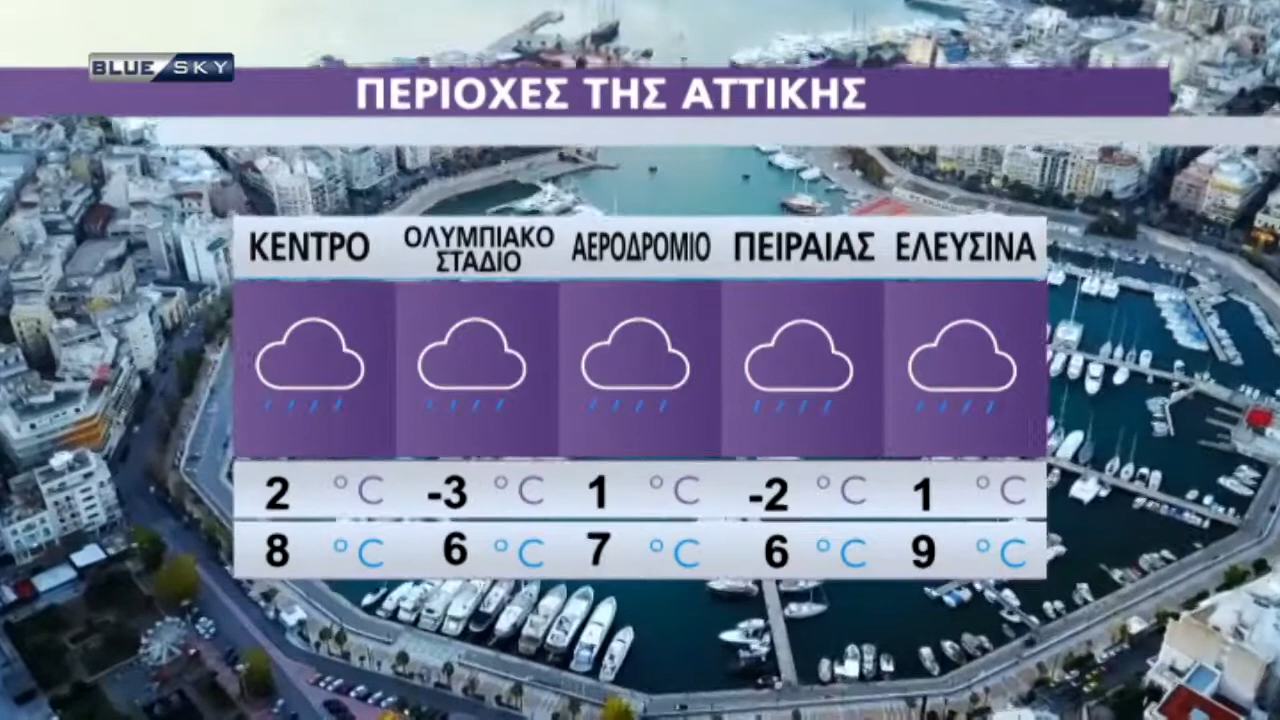 BLUE SKY
ΠΕΡΙΟΧΕΣ ΤΗΣ ΑΤΤΙΚΗΣ
ΚΕΝΤΡΟ
ΟΛΥΜΠΙΑΚΟ
ΣΤΑΔΙΟ
ΑΕΡΟΔΡΟΜΙΟ
ΠΕΙΡΑΙΑΣ
ΕΛΕΥΣΙΝΑ
2 °C -3 °C 1 °C -2 °C 1 °C
8 °C 6 °C 7 °C 6 °C 9 °C